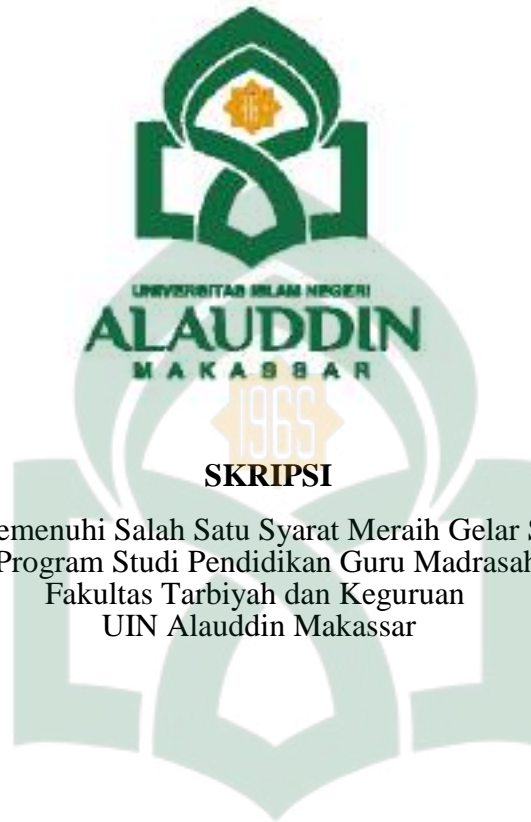 UNIVERSITAS ISLAM NEGERI
ALAUDDIN
MAKASSAR
1965
SKRIPSI
emenuhi Salah Satu Syarat Meraih Gelar S
Program Studi Pendidikan Guru Madrasah
Fakultas Tarbiyah dan Keguruan
UIN Alauddin Makassar